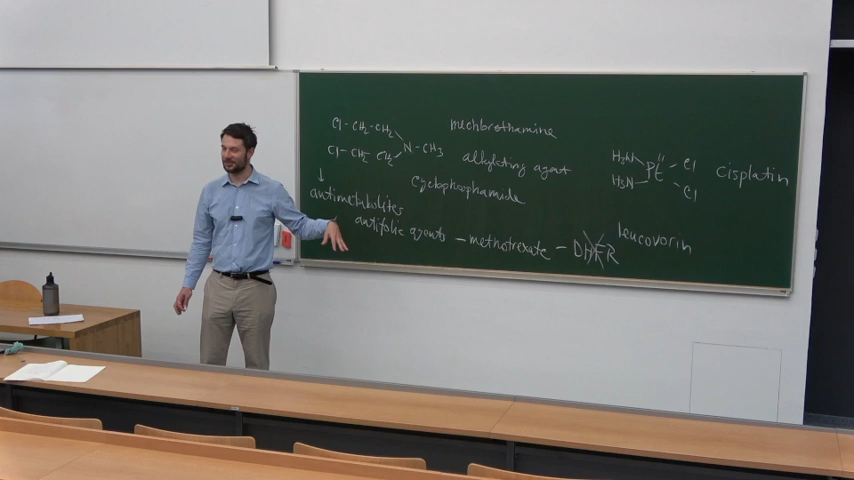 Cl-CH2-CH2
Cl-CH2 CH2 N-CH3
mechlorethamine
alkylating agent
cyclophosphamide
↓
antimetabolites
antifolic agents - methotrexate - DHFR
leucovorin
H3N Pt II Cl
H3N Cl
cisplatin